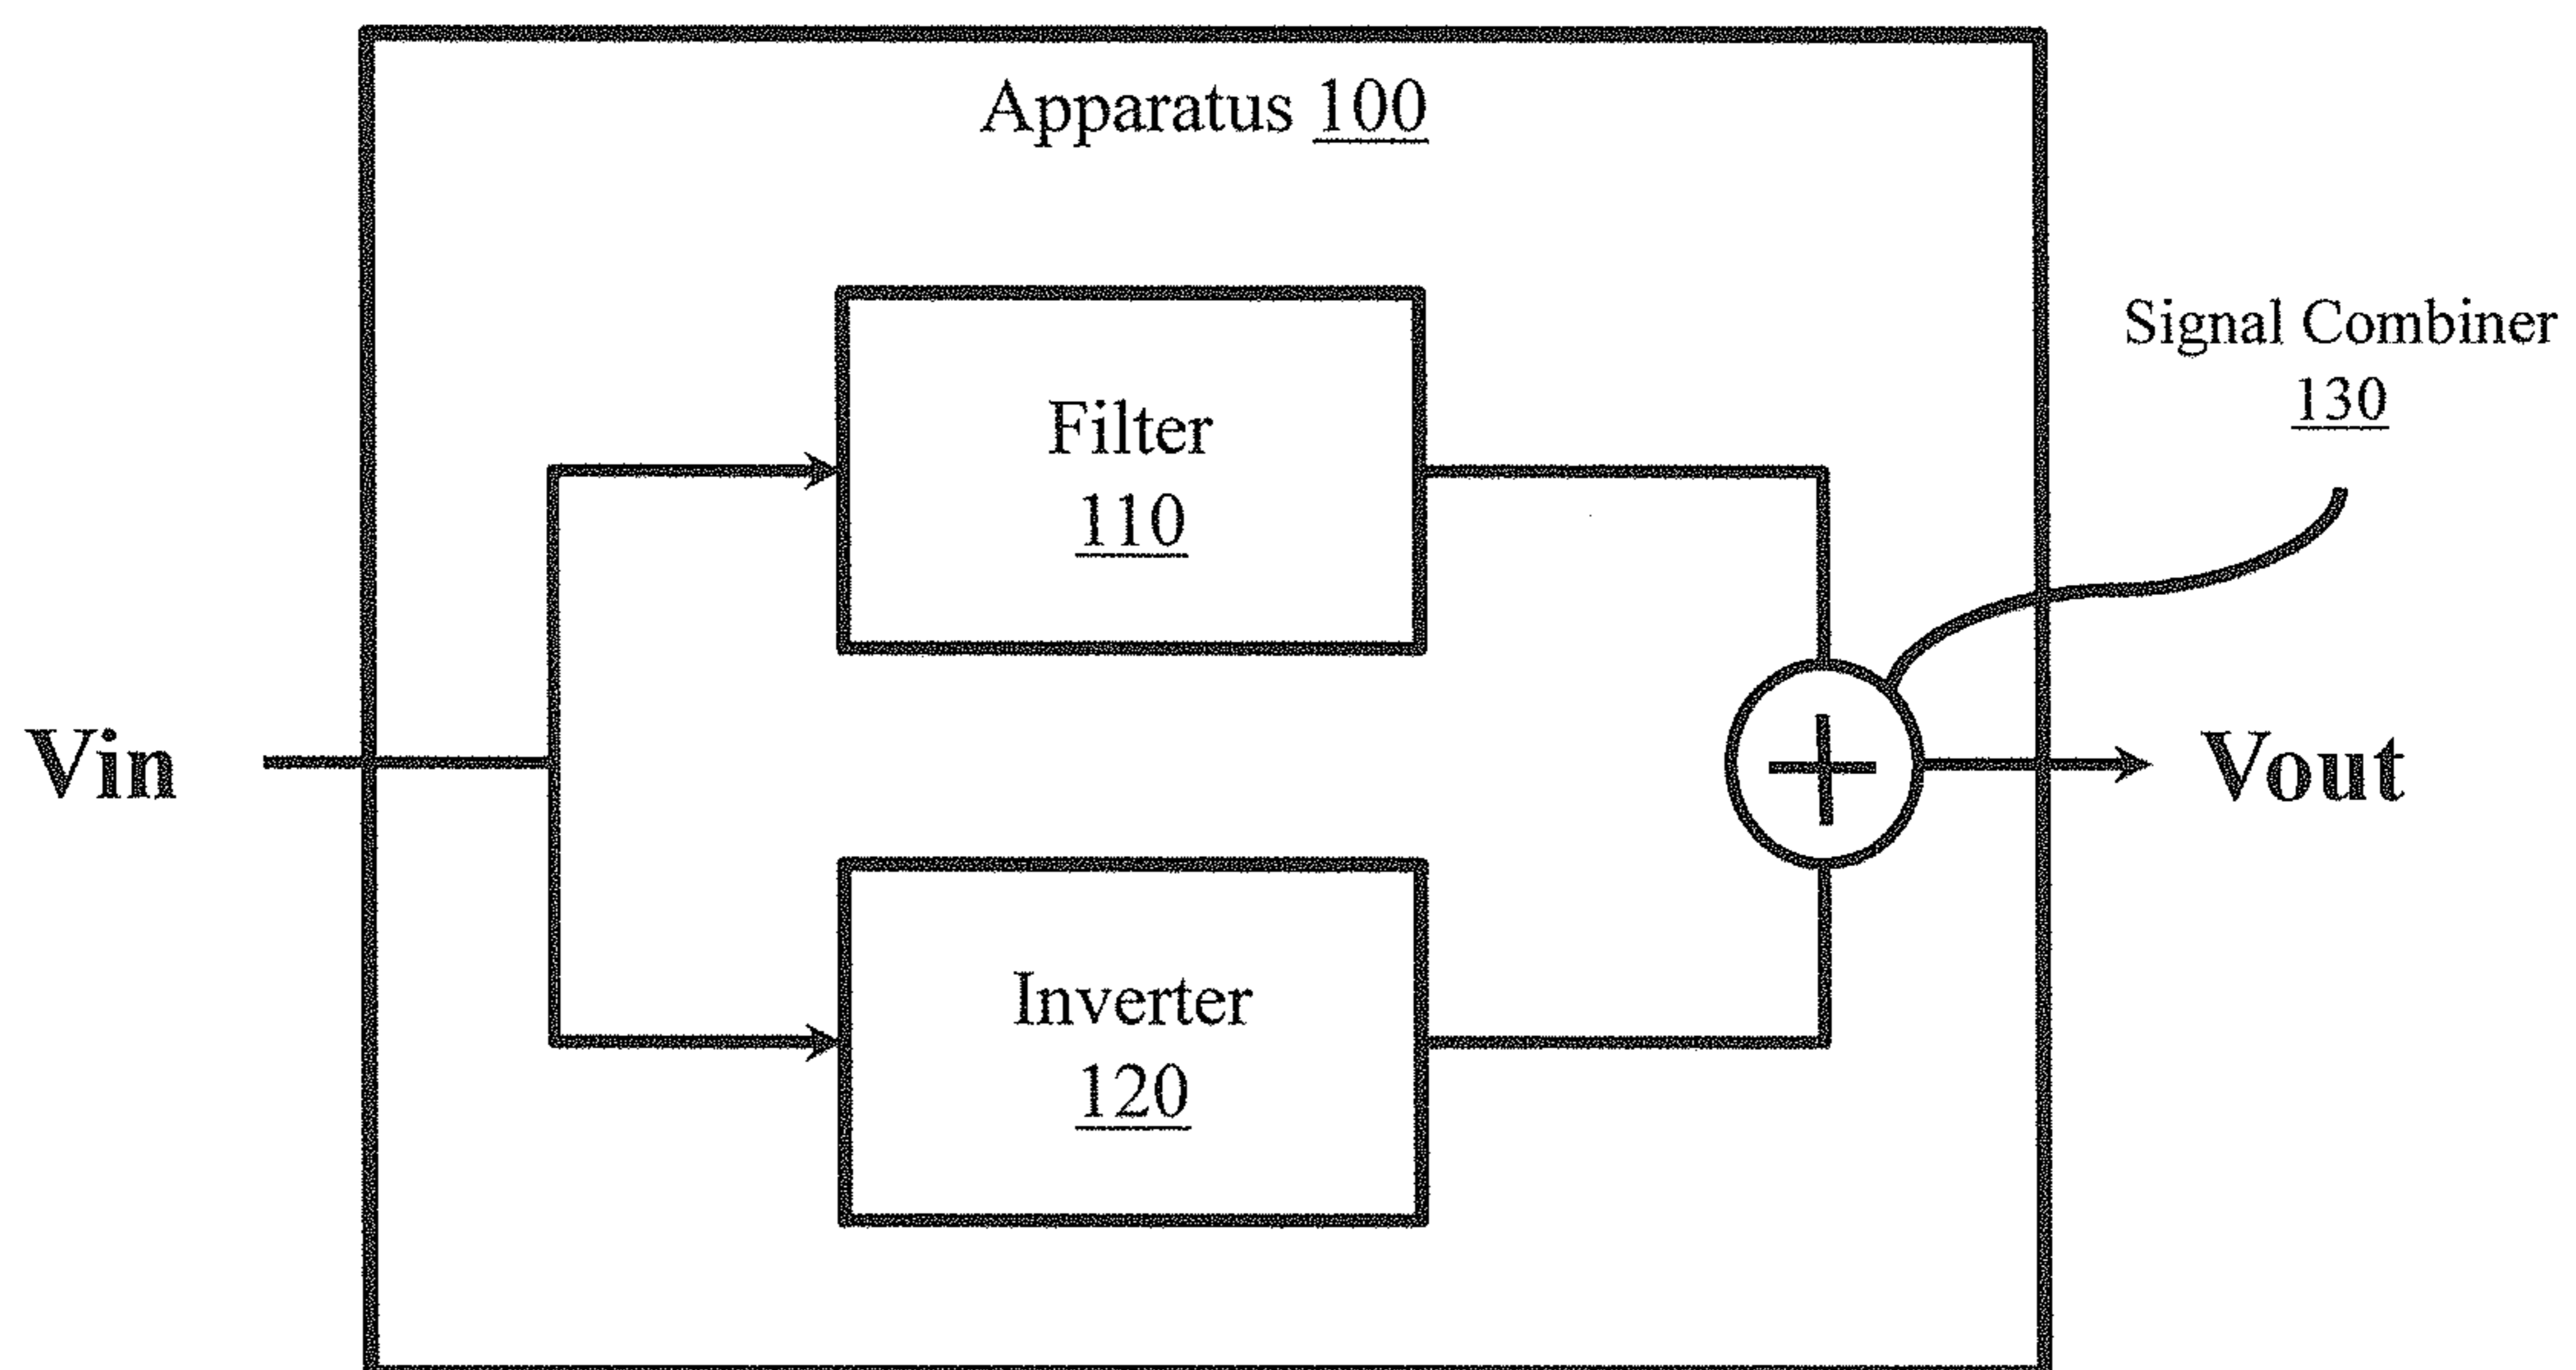 Apparatus 100
Signal Combiner
130
Filter
110
Vin
Vout
Inverter
120